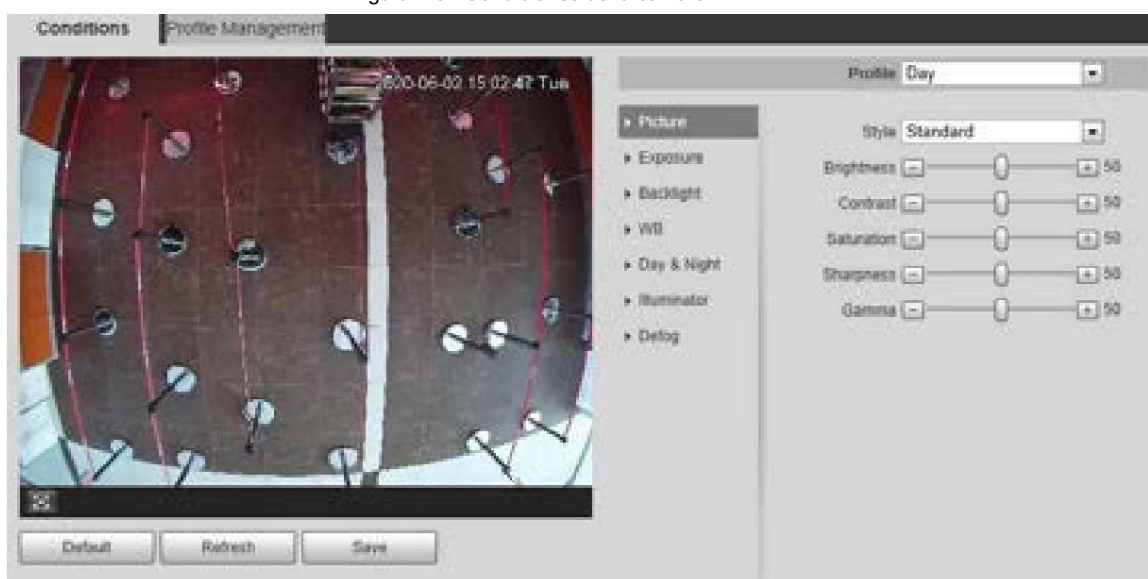 Conditions
Profile Management
2020-06-02 15:02:47 Tue
Profile Day
Picture
Exposure
Backlight
WB
Day & Night
Illuminator
Defog
Style Standard
Brightness 50
Contrast 50
Saturation 50
Sharpness 50
Gamma 50
Default
Refresh
Save